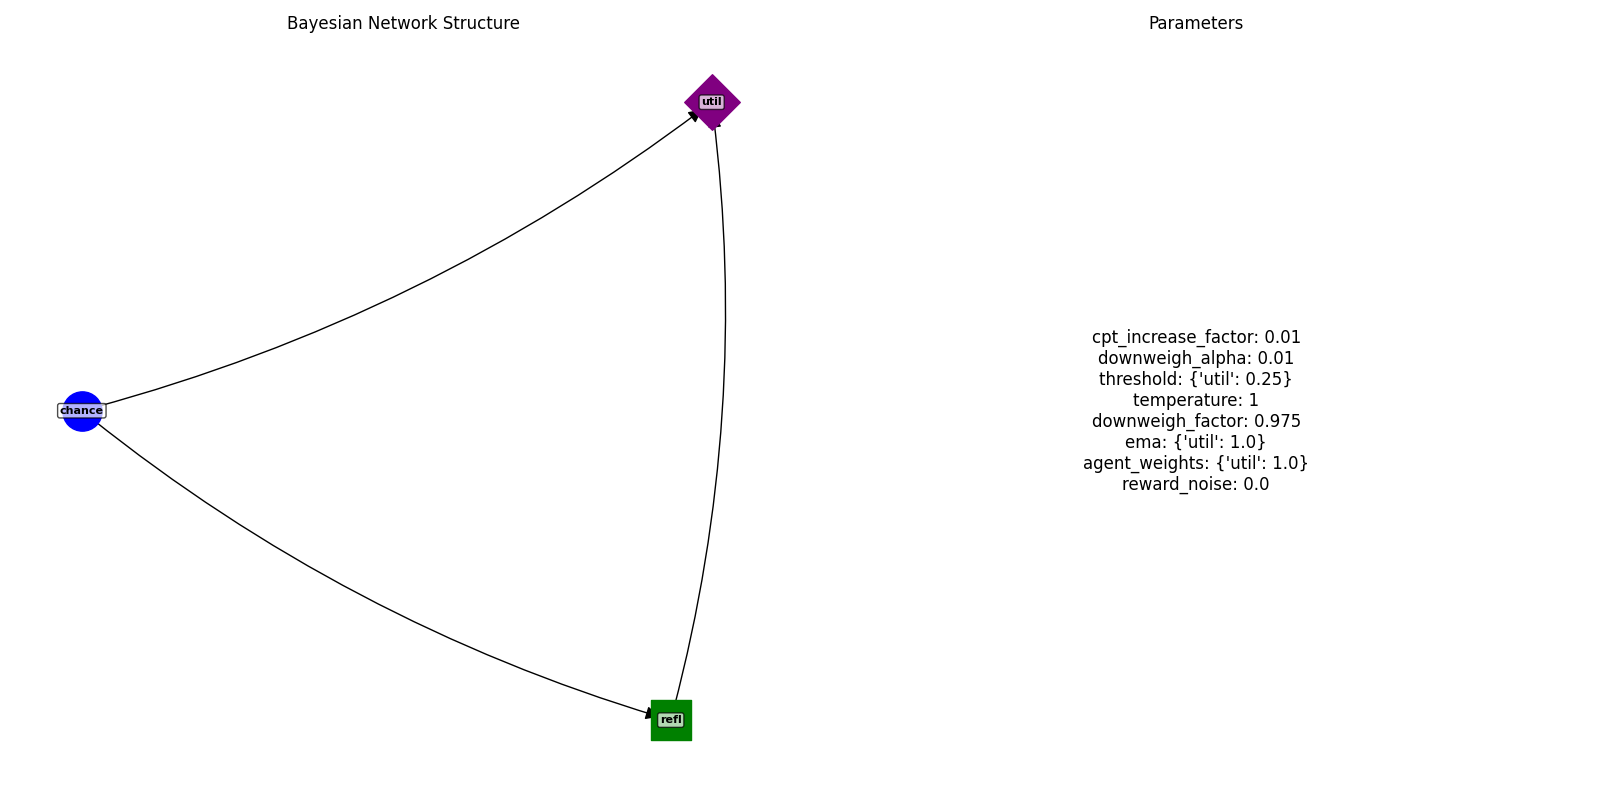 Bayesian Network Structure
Parameters
util
chance
refl
cpt_increase_factor: 0.01
downweigh_alpha: 0.01
threshold: {'util': 0.25}
temperature: 1
downweigh_factor: 0.975
ema: {'util': 1.0}
agent_weights: {'util': 1.0}
reward_noise: 0.0